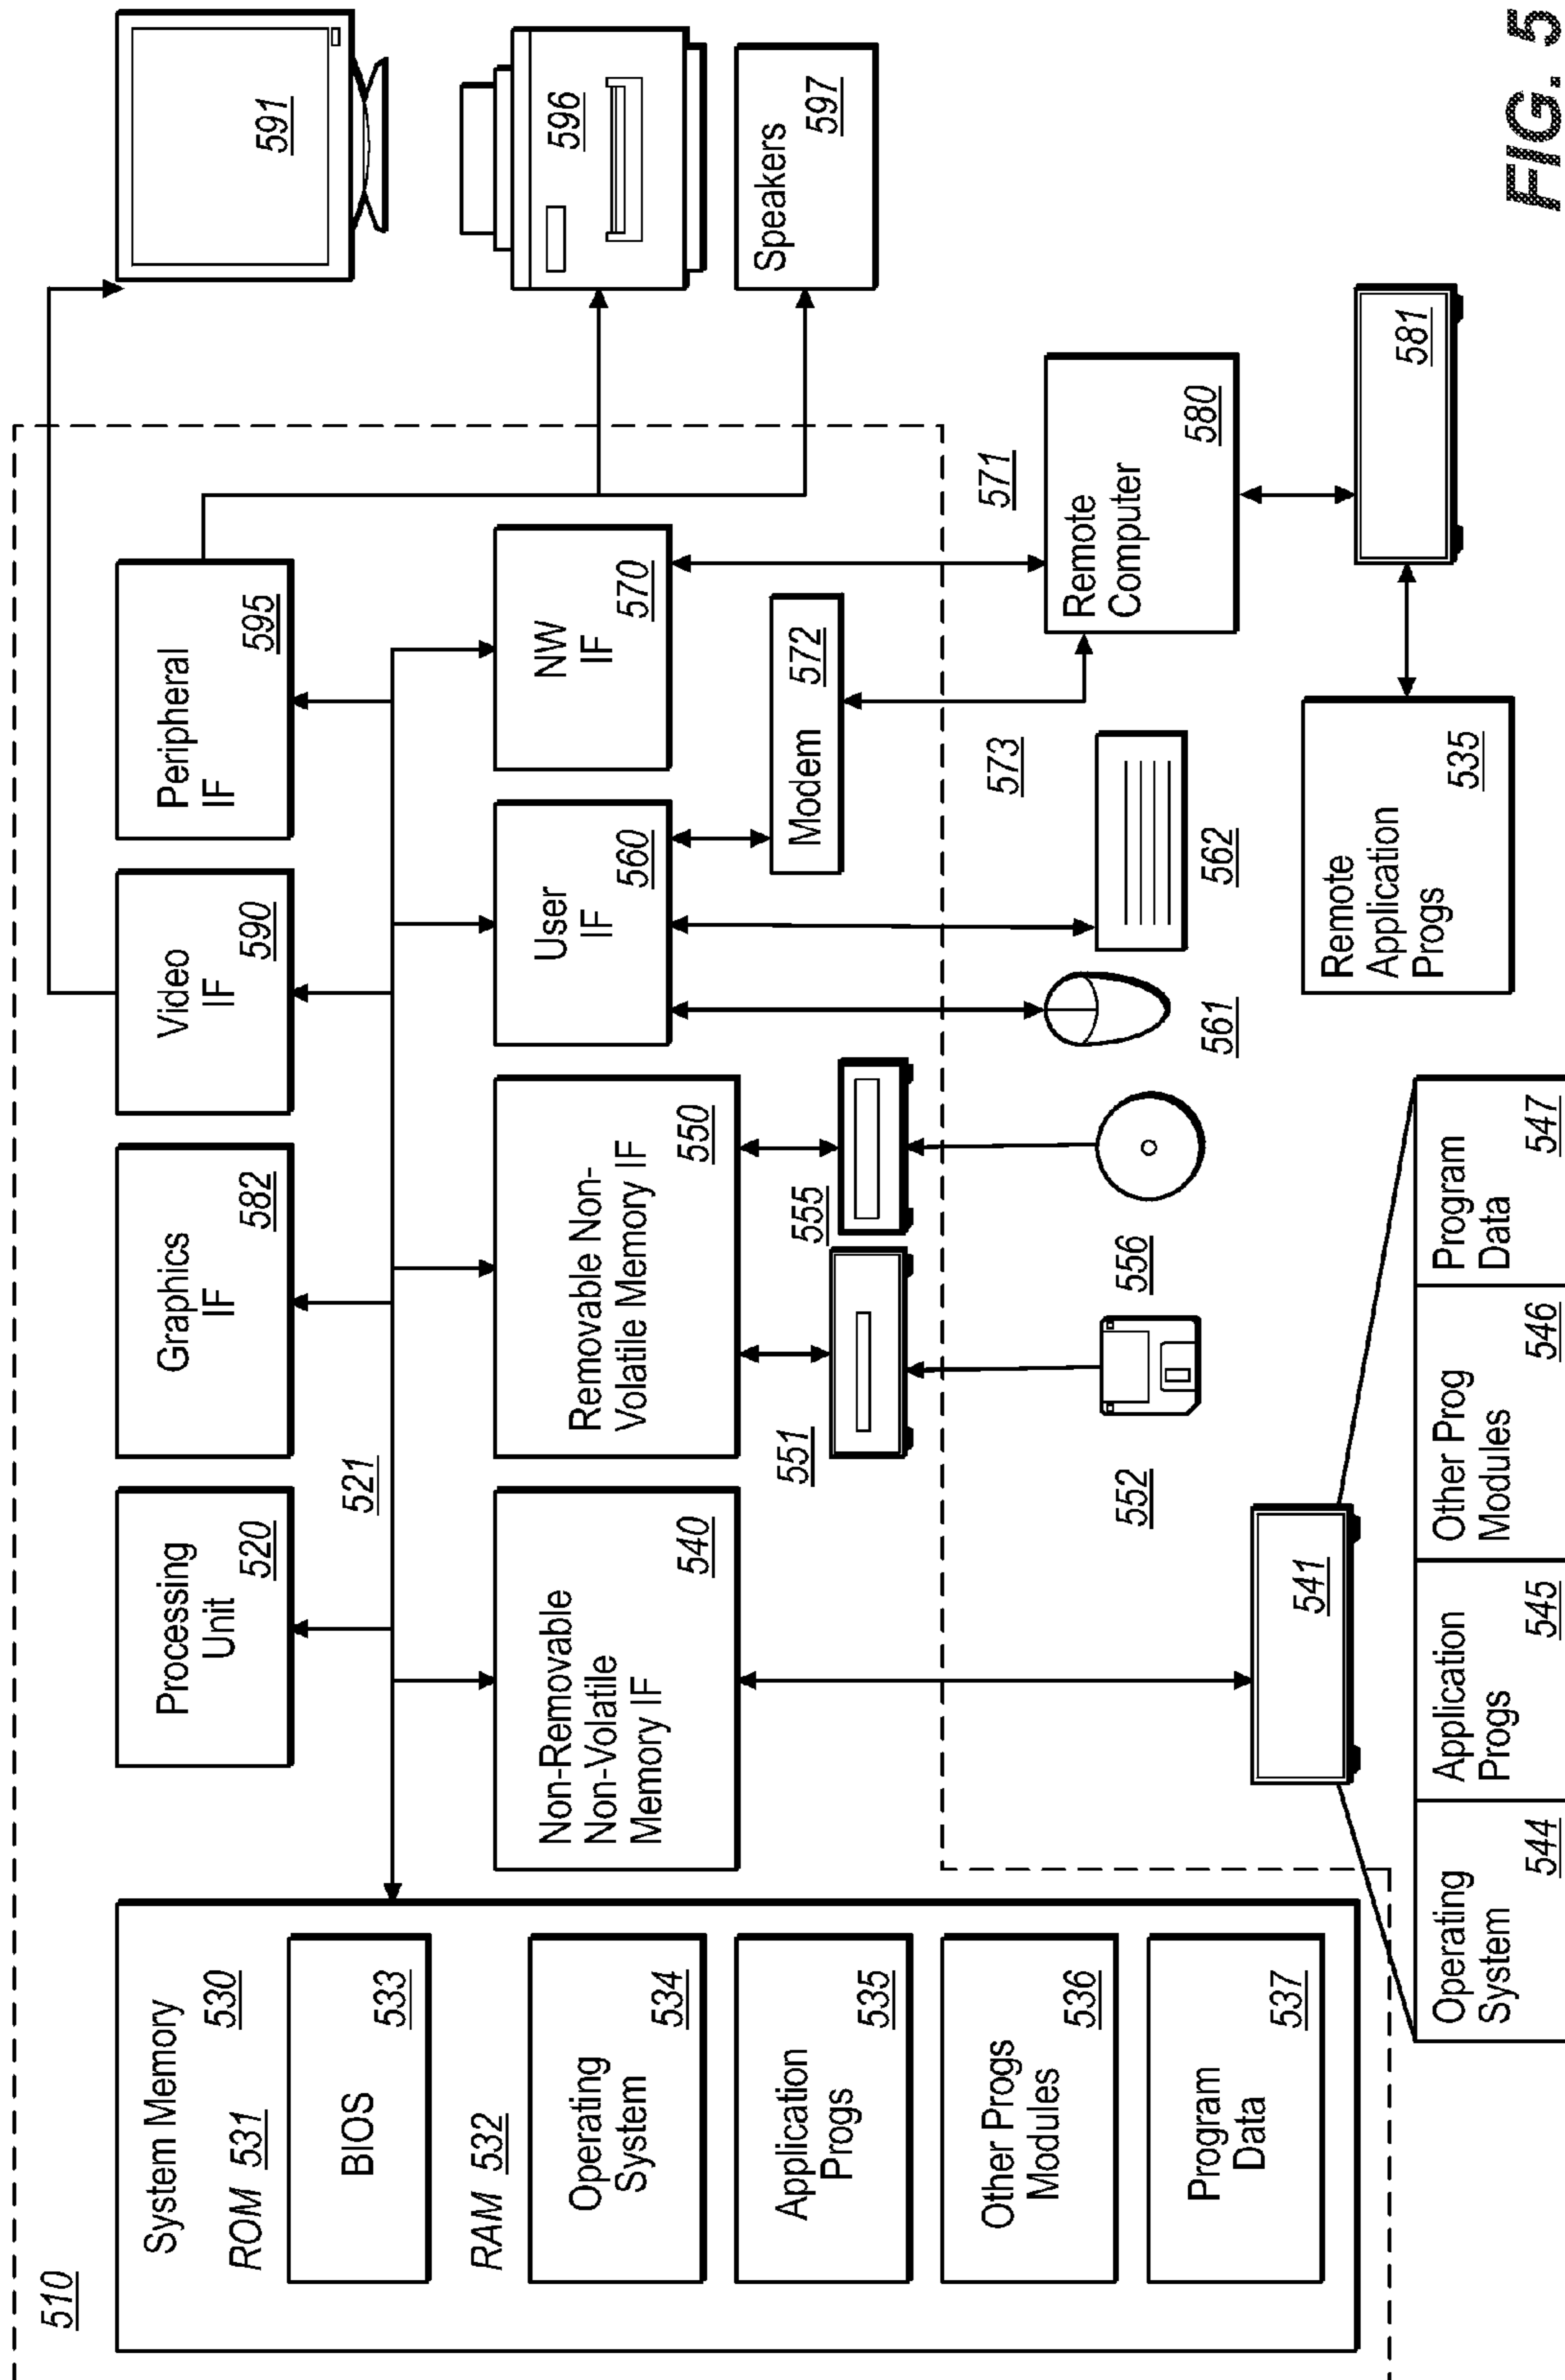 510
System Memory
530
ROM 531
BIOS
533
RAM 532
Operating
System
534
Application
Progs
535
Other Progs
Modules
536
Program
Data
537
Processing
Unit
520
Graphics
IF
582
Video
IF
590
Peripheral
IF
595
521
Non-Removable
Non-Volatile
Memory IF
540
Removable Non-
Volatile Memory IF
550
User
IF
560
NW
IF
570
551
555
Modem
572
552
556
561
562
573
571
Remote
Computer
580
591
596
Speakers
597
541
581
Remote
Application
Progs
535
Operating
System
544
Application
Progs
545
Other Prog
Modules
546
Program
Data
547
FIG. 5